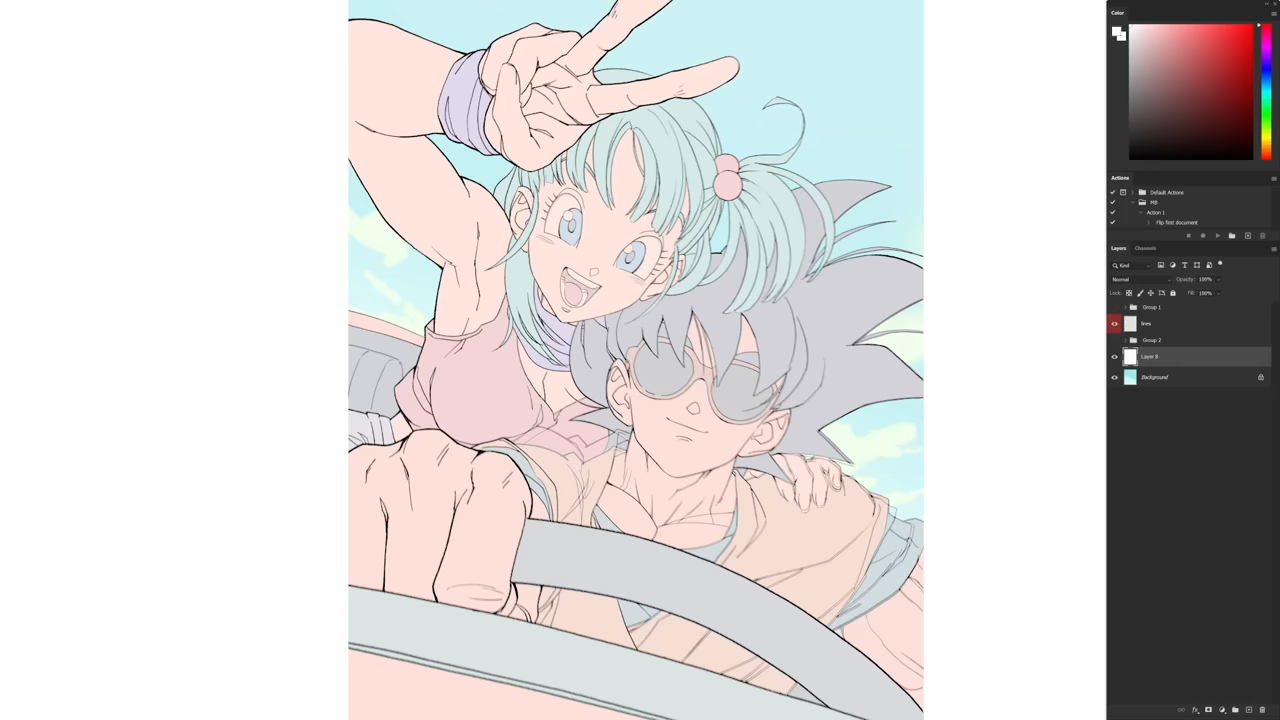 Color
Actions
Default Actions
MB
Action 1
Flip first document
Layers Channels
Kind
Normal Opacity: 100%
Lock: Fill: 100%
Group 1
lines
Group 2
Layer 8
Background
fx